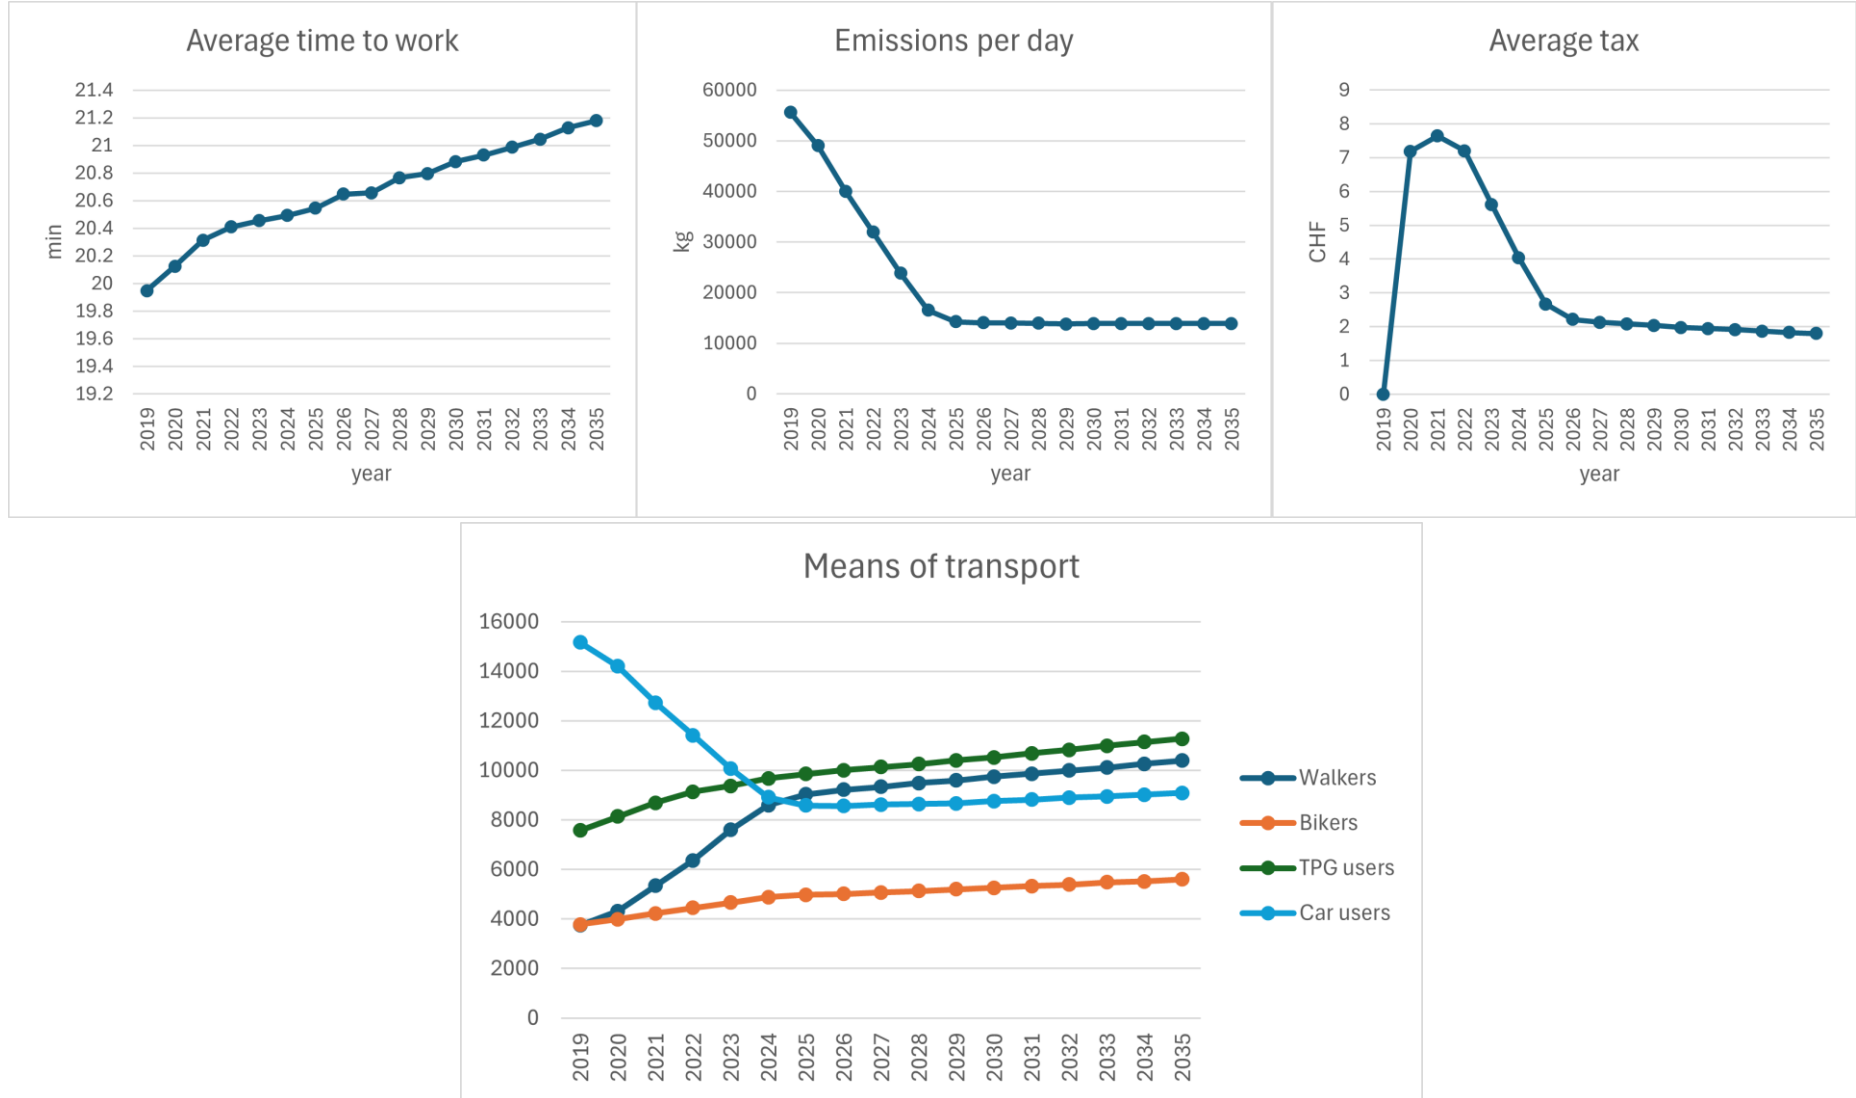 Average time to work
21.4
21.2
21
20.8
20.6
20.4
20.2
20
19.8
19.6
19.4
19.2
min
2019 2020 2021 2022 2023 2024 2025 2026 2027 2028 2029 2030 2031 2032 2033 2034 2035
year
Emissions per day
60000
50000
40000
30000
20000
10000
0
kg
2019 2020 2021 2022 2023 2024 2025 2026 2027 2028 2029 2030 2031 2032 2033 2034 2035
year
Average tax
9
8
7
6
5
4
3
2
1
0
CHF
2019 2020 2021 2022 2023 2024 2025 2026 2027 2028 2029 2030 2031 2032 2033 2034 2035
year
Means of transport
16000
14000
12000
10000
8000
6000
4000
2000
0
2019 2020 2021 2022 2023 2024 2025 2026 2027 2028 2029 2030 2031 2032 2033 2034 2035
Walkers
Bikers
TPG users
Car users